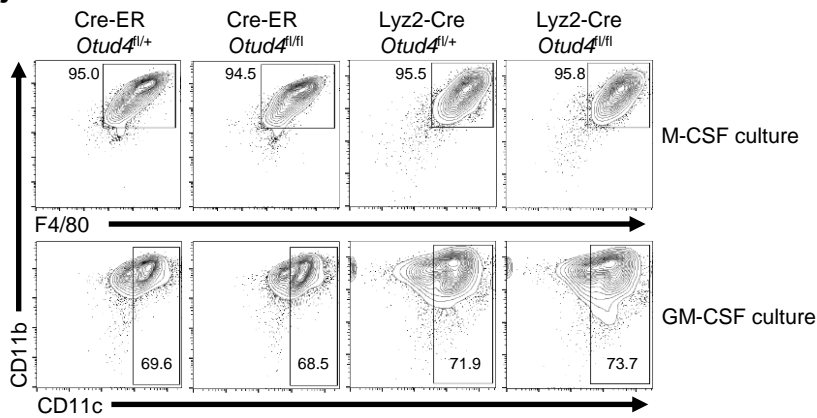 Cre-ER Cre-ER Lyz2-Cre Lyz2-Cre
Otud4fl/+ Otud4fl/fl Otud4fl/+ Otud4fl/fl
95.0 94.5 95.5 95.8
M-CSF culture
F4/80
CD11b
69.6 68.5 71.9 73.7
GM-CSF culture
CD11c